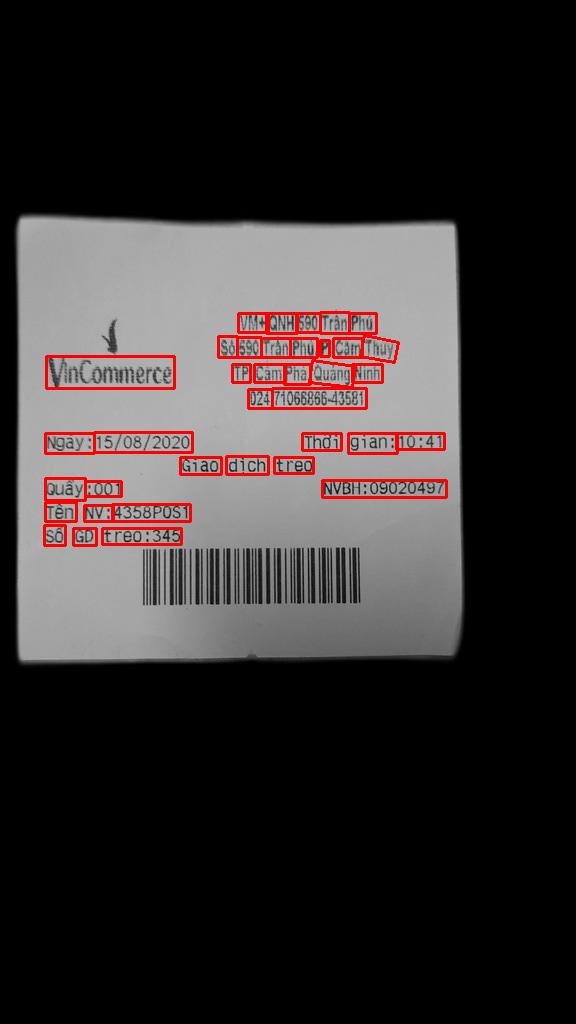 VM+ QNH 590 Trần Phú
Số 590 Trần Phú P Cẩm Thủy
VinCommerce
TP Cẩm Phả Quảng Ninh
024 71066866-43581
Ngày:15/08/2020 Thời gian:10:41
Giao dịch treo
Quầy:001 NVBH:09020497
Tên NV:4358POS1
Số GD treo:345